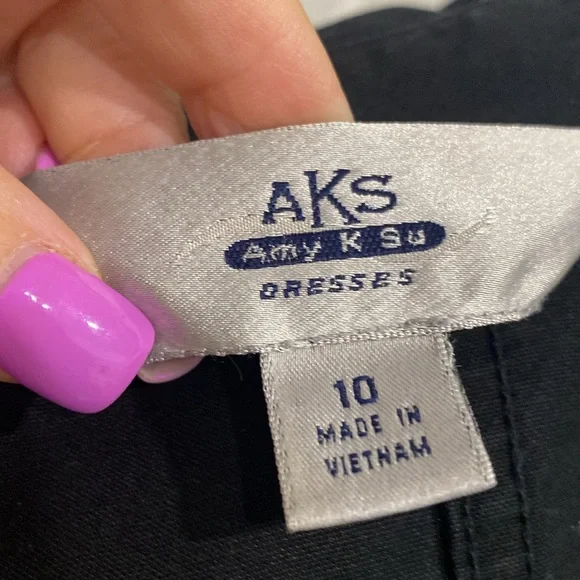 AKS
Amy K Su
DRESSES
10
MADE IN
VIETNAM